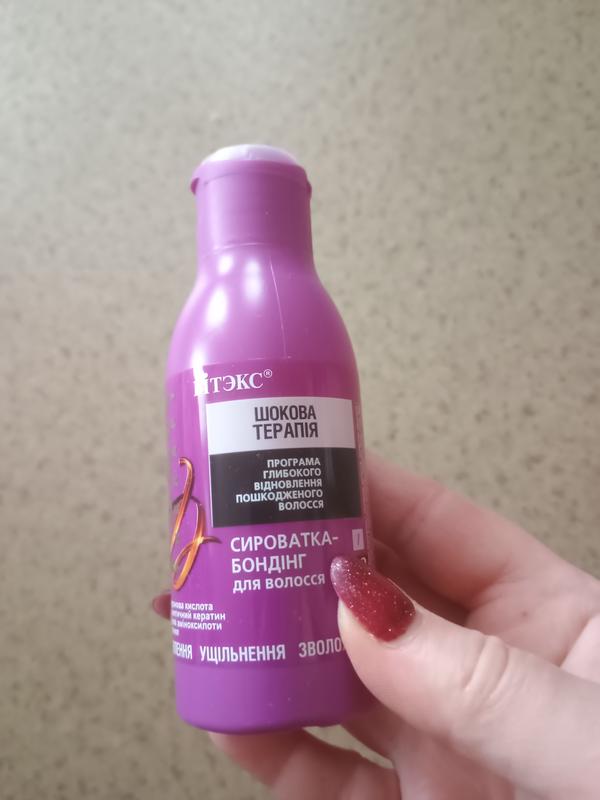 ВІТЭКС®
ШОКОВА
ТЕРАПІЯ
ПРОГРАМА
ГЛИБОКОГО
ВІДНОВЛЕННЯ
ПОШКОДЖЕНОГО
ВОЛОССЯ
СИРОВАТКА-
БОНДІНГ
ДЛЯ ВОЛОССЯ
кислота
кератин
амінокислоти
УЩІЛЬНЕННЯ